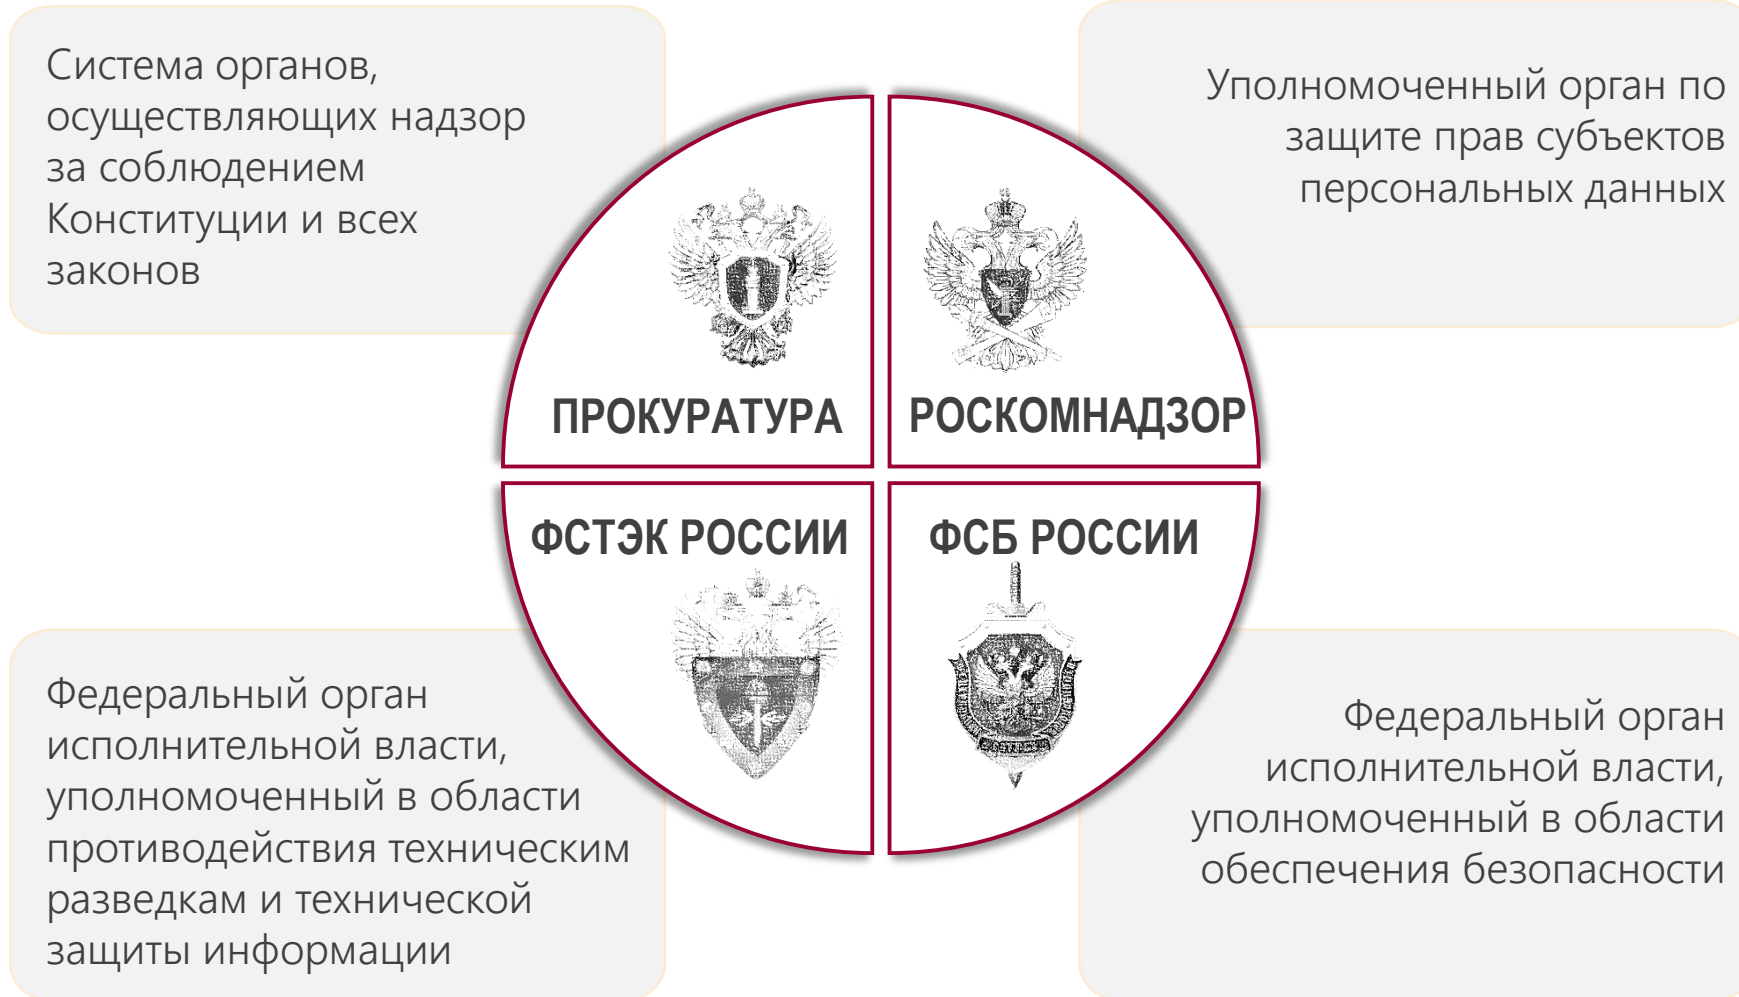 Система органов,
осуществляющих надзор
за соблюдением
Конституции и всех
законов
Уполномоченный орган по
защите прав субъектов
персональных данных
ПРОКУРАТУРА
РОСКОМНАДЗОР
ФСТЭК РОССИИ
ФСБ РОССИИ
Федеральный орган
исполнительной власти,
уполномоченный в области
противодействия техническим
разведкам и технической
защиты информации
Федеральный орган
исполнительной власти,
уполномоченный в области
обеспечения безопасности